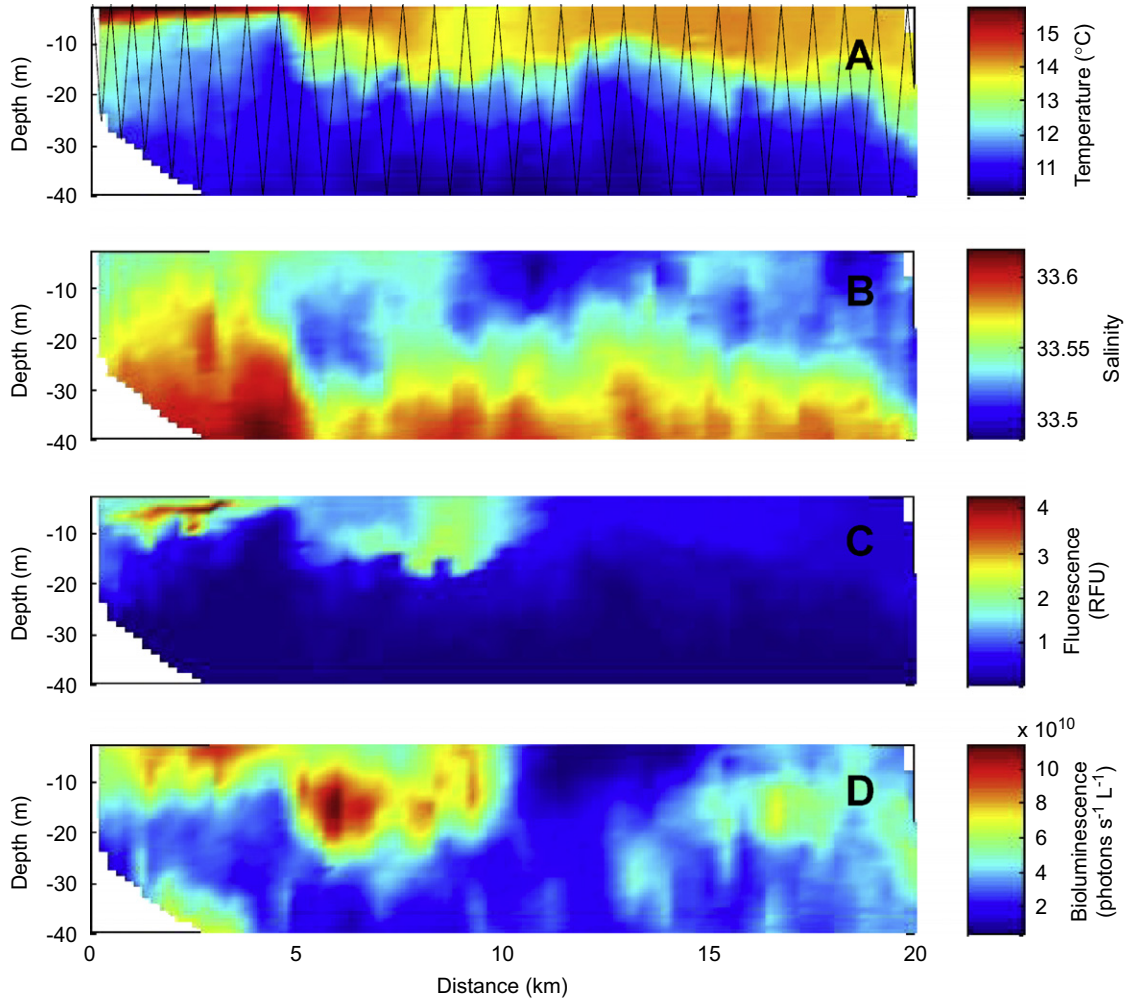 A
Depth (m)
-10
-20
-30
-40
15
14
13
12
11
Temperature (°C)
B
Depth (m)
-10
-20
-30
-40
33.6
33.55
33.5
Salinity
C
Depth (m)
-10
-20
-30
-40
4
3
2
1
Fluorescence
(RFU)
D
Depth (m)
-10
-20
-30
-40
x 10^10
10
8
6
4
2
Bioluminescence
(photons s⁻¹ L⁻¹)
0
5
10
15
20
Distance (km)